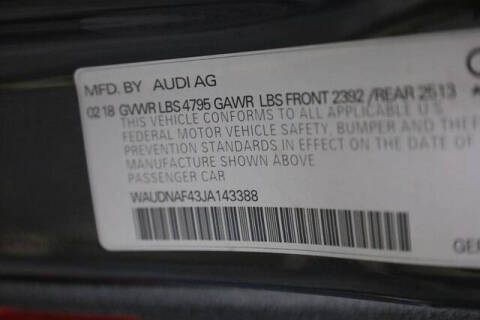 MFD. BY AUDI AG
02 18 GVWR LBS 4795 GAWR LBS FRONT 2392 / REAR 2513
THIS VEHICLE CONFORMS TO ALL APPLICABLE U S
FEDERAL MOTOR VEHICLE SAFETY, BUMPER AND THEFT
PREVENTION STANDARDS IN EFFECT ON THE DATE OF
MANUFACTURE SHOWN ABOVE
PASSENGER CAR
WAUDNAF43JA143388